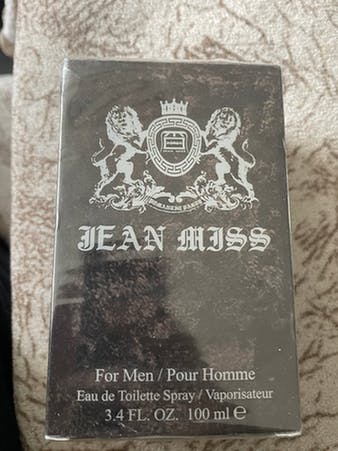 JEAN MISS
For Men / Pour Homme
Eau de Toilette Spray / Vaporisateur
3.4 FL. OZ. 100 ml ℮